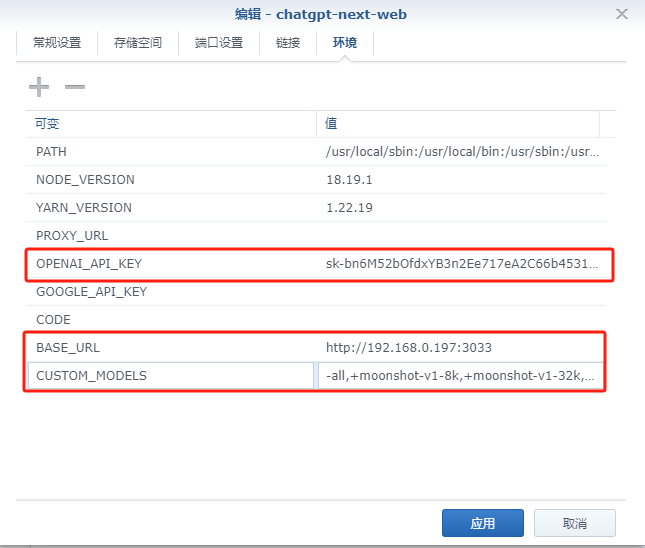 编辑 - chatgpt-next-web
常规设置 存储空间 端口设置 链接 环境
可变 值
PATH /usr/local/sbin:/usr/local/bin:/usr/sbin:/usr...
NODE_VERSION 18.19.1
YARN_VERSION 1.22.19
PROXY_URL
OPENAI_API_KEY sk-bn6M52bOfdxYB3n2Ee717eA2C66b4531...
GOOGLE_API_KEY
CODE
BASE_URL http://192.168.0.197:3033
CUSTOM_MODELS -all,+moonshot-v1-8k,+moonshot-v1-32k,...
应用 取消